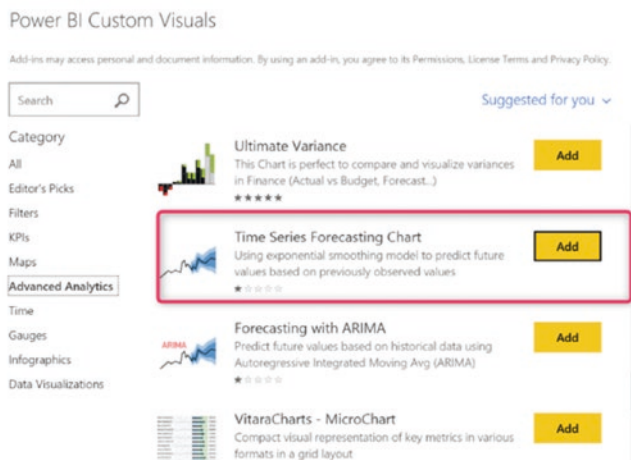 Power BI Custom Visuals
Add-ins may access personal and document information. By using an add-in, you agree to its Permissions, License Terms and Privacy Policy.
Search
Suggested for you
Category
All
Editor's Picks
Filters
KPIs
Maps
Advanced Analytics
Time
Gauges
Infographics
Data Visualizations
Ultimate Variance
This Chart is perfect to compare and visualize variances
in Finance (Actual vs Budget, Forecast...)
Add
Time Series Forecasting Chart
Using exponential smoothing model to predict future
values based on previously observed values
Add
ARIMA
Forecasting with ARIMA
Predict future values based on historical data using
Autoregressive Integrated Moving Avg (ARIMA)
Add
VitaraCharts - MicroChart
Compact visual representation of key metrics in various
formats in a grid layout
Add